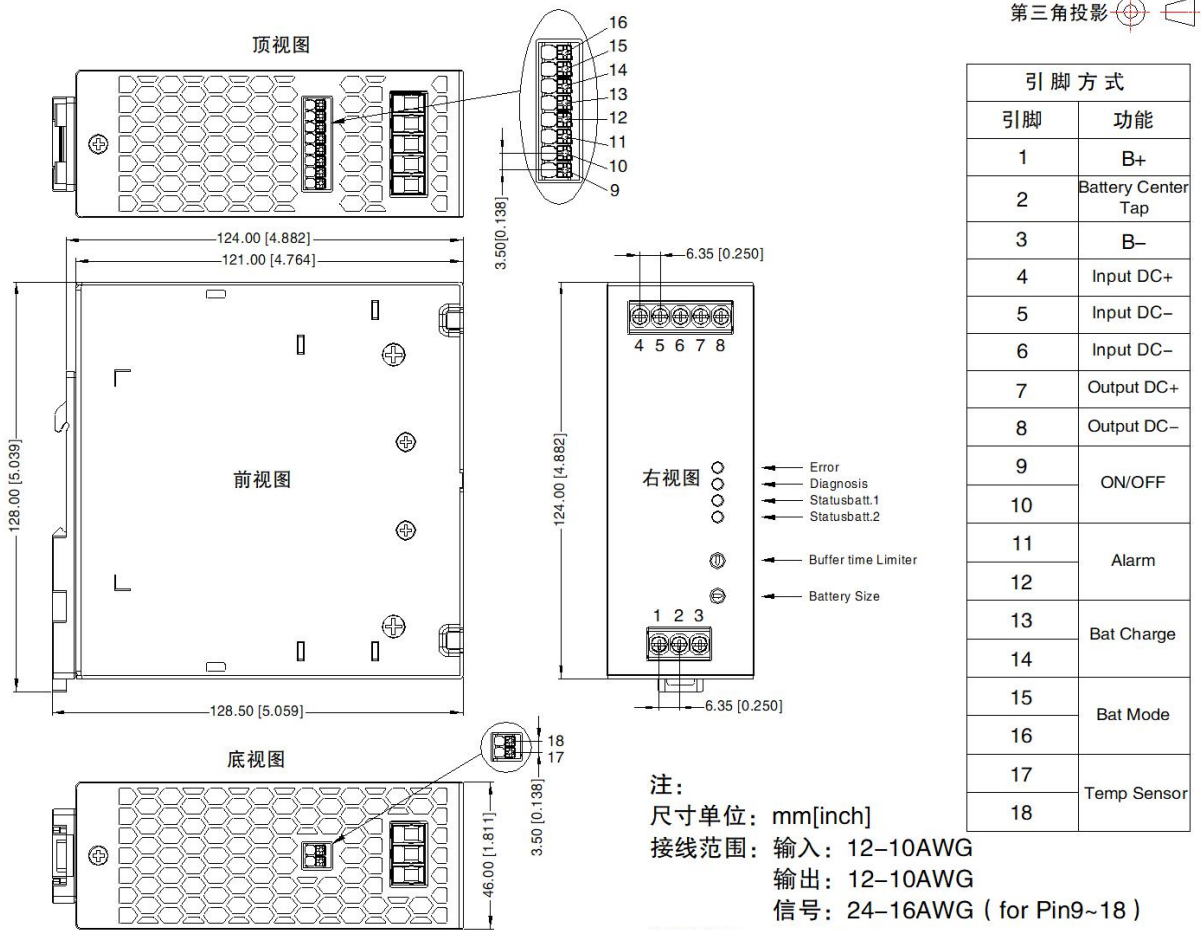 第三角投影
顶视图
16
15
14
13
12
11
10
9
3.50[0.138]
124.00 [4.882]
121.00 [4.764]
128.00 [5.039]
前视图
128.50 [5.059]
6.35 [0.250]
4 5 6 7 8
124.00 [4.882]
右视图
Error
Diagnosis
Statusbatt.1
Statusbatt.2
Buffer time Limiter
Battery Size
1 2 3
6.35 [0.250]
底视图
18
17
3.50 [0.138]
46.00 [1.811]
引脚方式
引脚 功能
1 B+
2 Battery Center
Tap
3 B–
4 Input DC+
5 Input DC–
6 Input DC–
7 Output DC+
8 Output DC–
9
ON/OFF
10
11
Alarm
12
13
Bat Charge
14
15
Bat Mode
16
17
Temp Sensor
18
注：
尺寸单位：mm[inch]
接线范围：输入：12–10AWG
输出：12–10AWG
信号：24–16AWG（for Pin9~18）